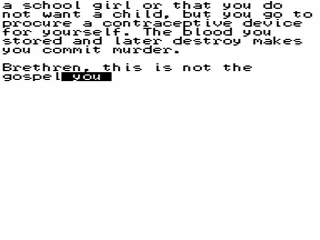 a school girl or that you do
not want a child, but you go to
procure a contraceptive device
for yourself. The blood you
stored and later destroy makes
you commit murder.
Brethren, this is not the
gospel you